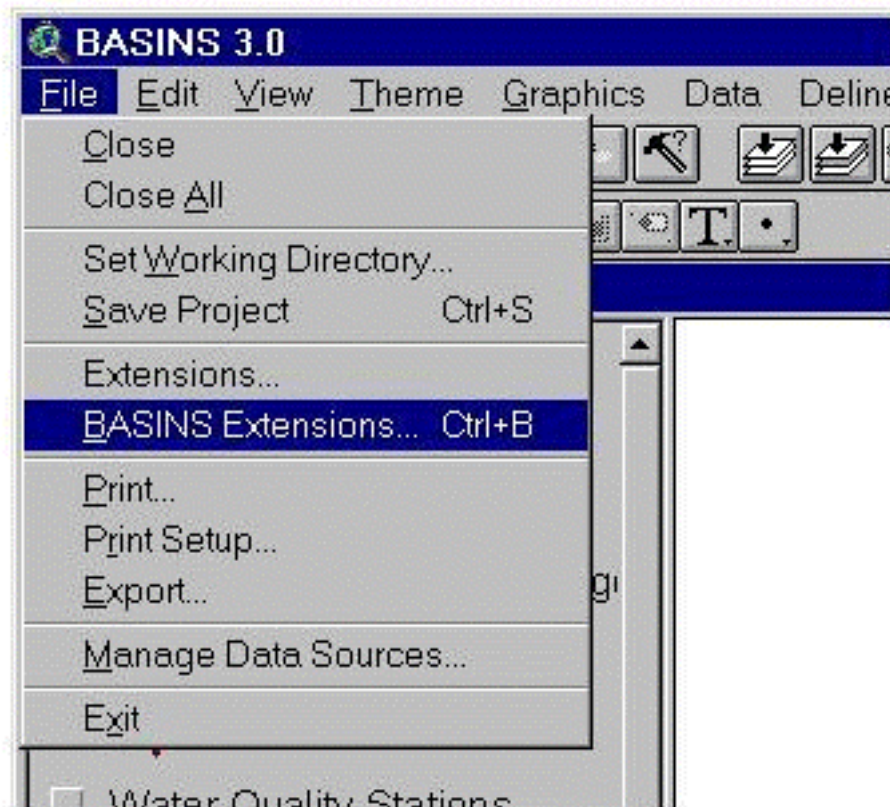 BASINS 3.0
File Edit View Theme Graphics Data
Close
Close All
Set Working Directory...
Save Project Ctrl+S
Extensions...
BASINS Extensions... Ctrl+B
Print...
Print Setup...
Export...
Manage Data Sources...
Exit
Water Quality Stations